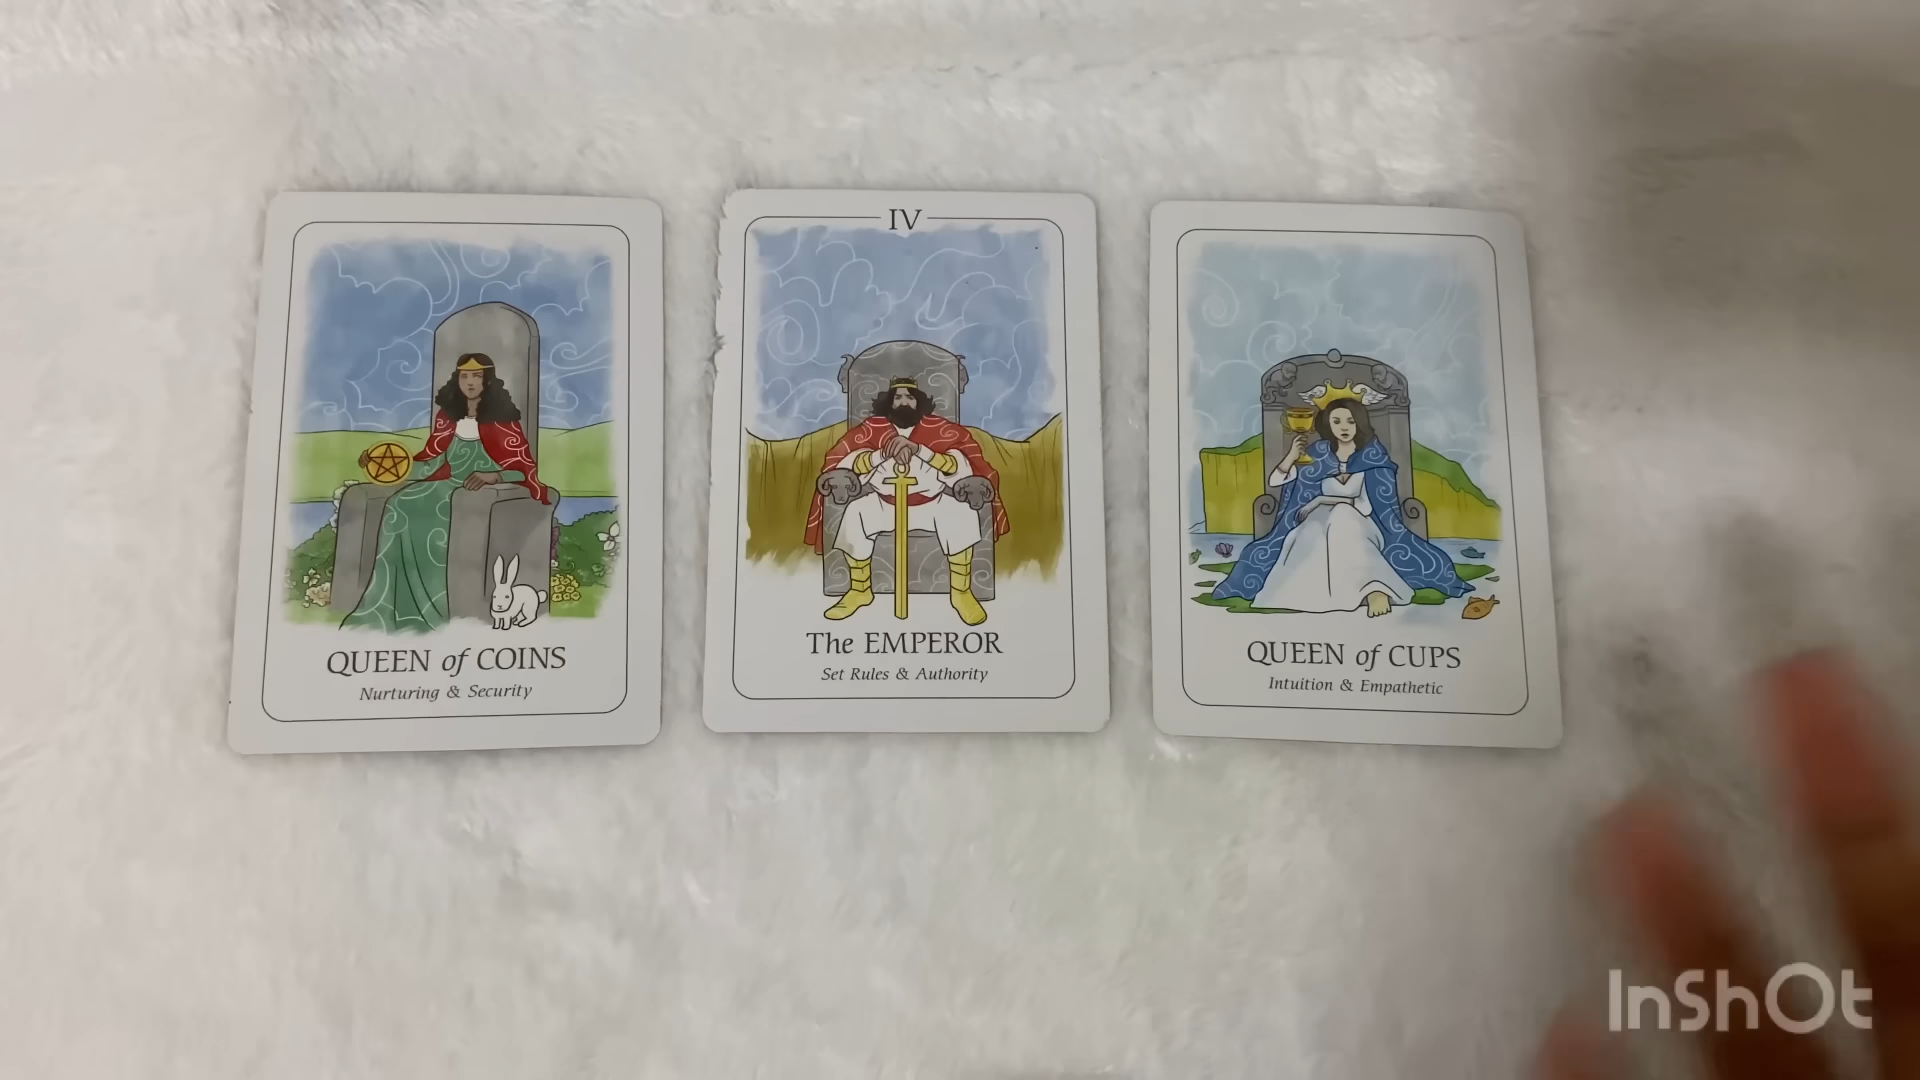 QUEEN of COINS
Nurturing & Security
IV
The EMPEROR
Set Rules & Authority
QUEEN of CUPS
Intuition & Empathetic
InShOt